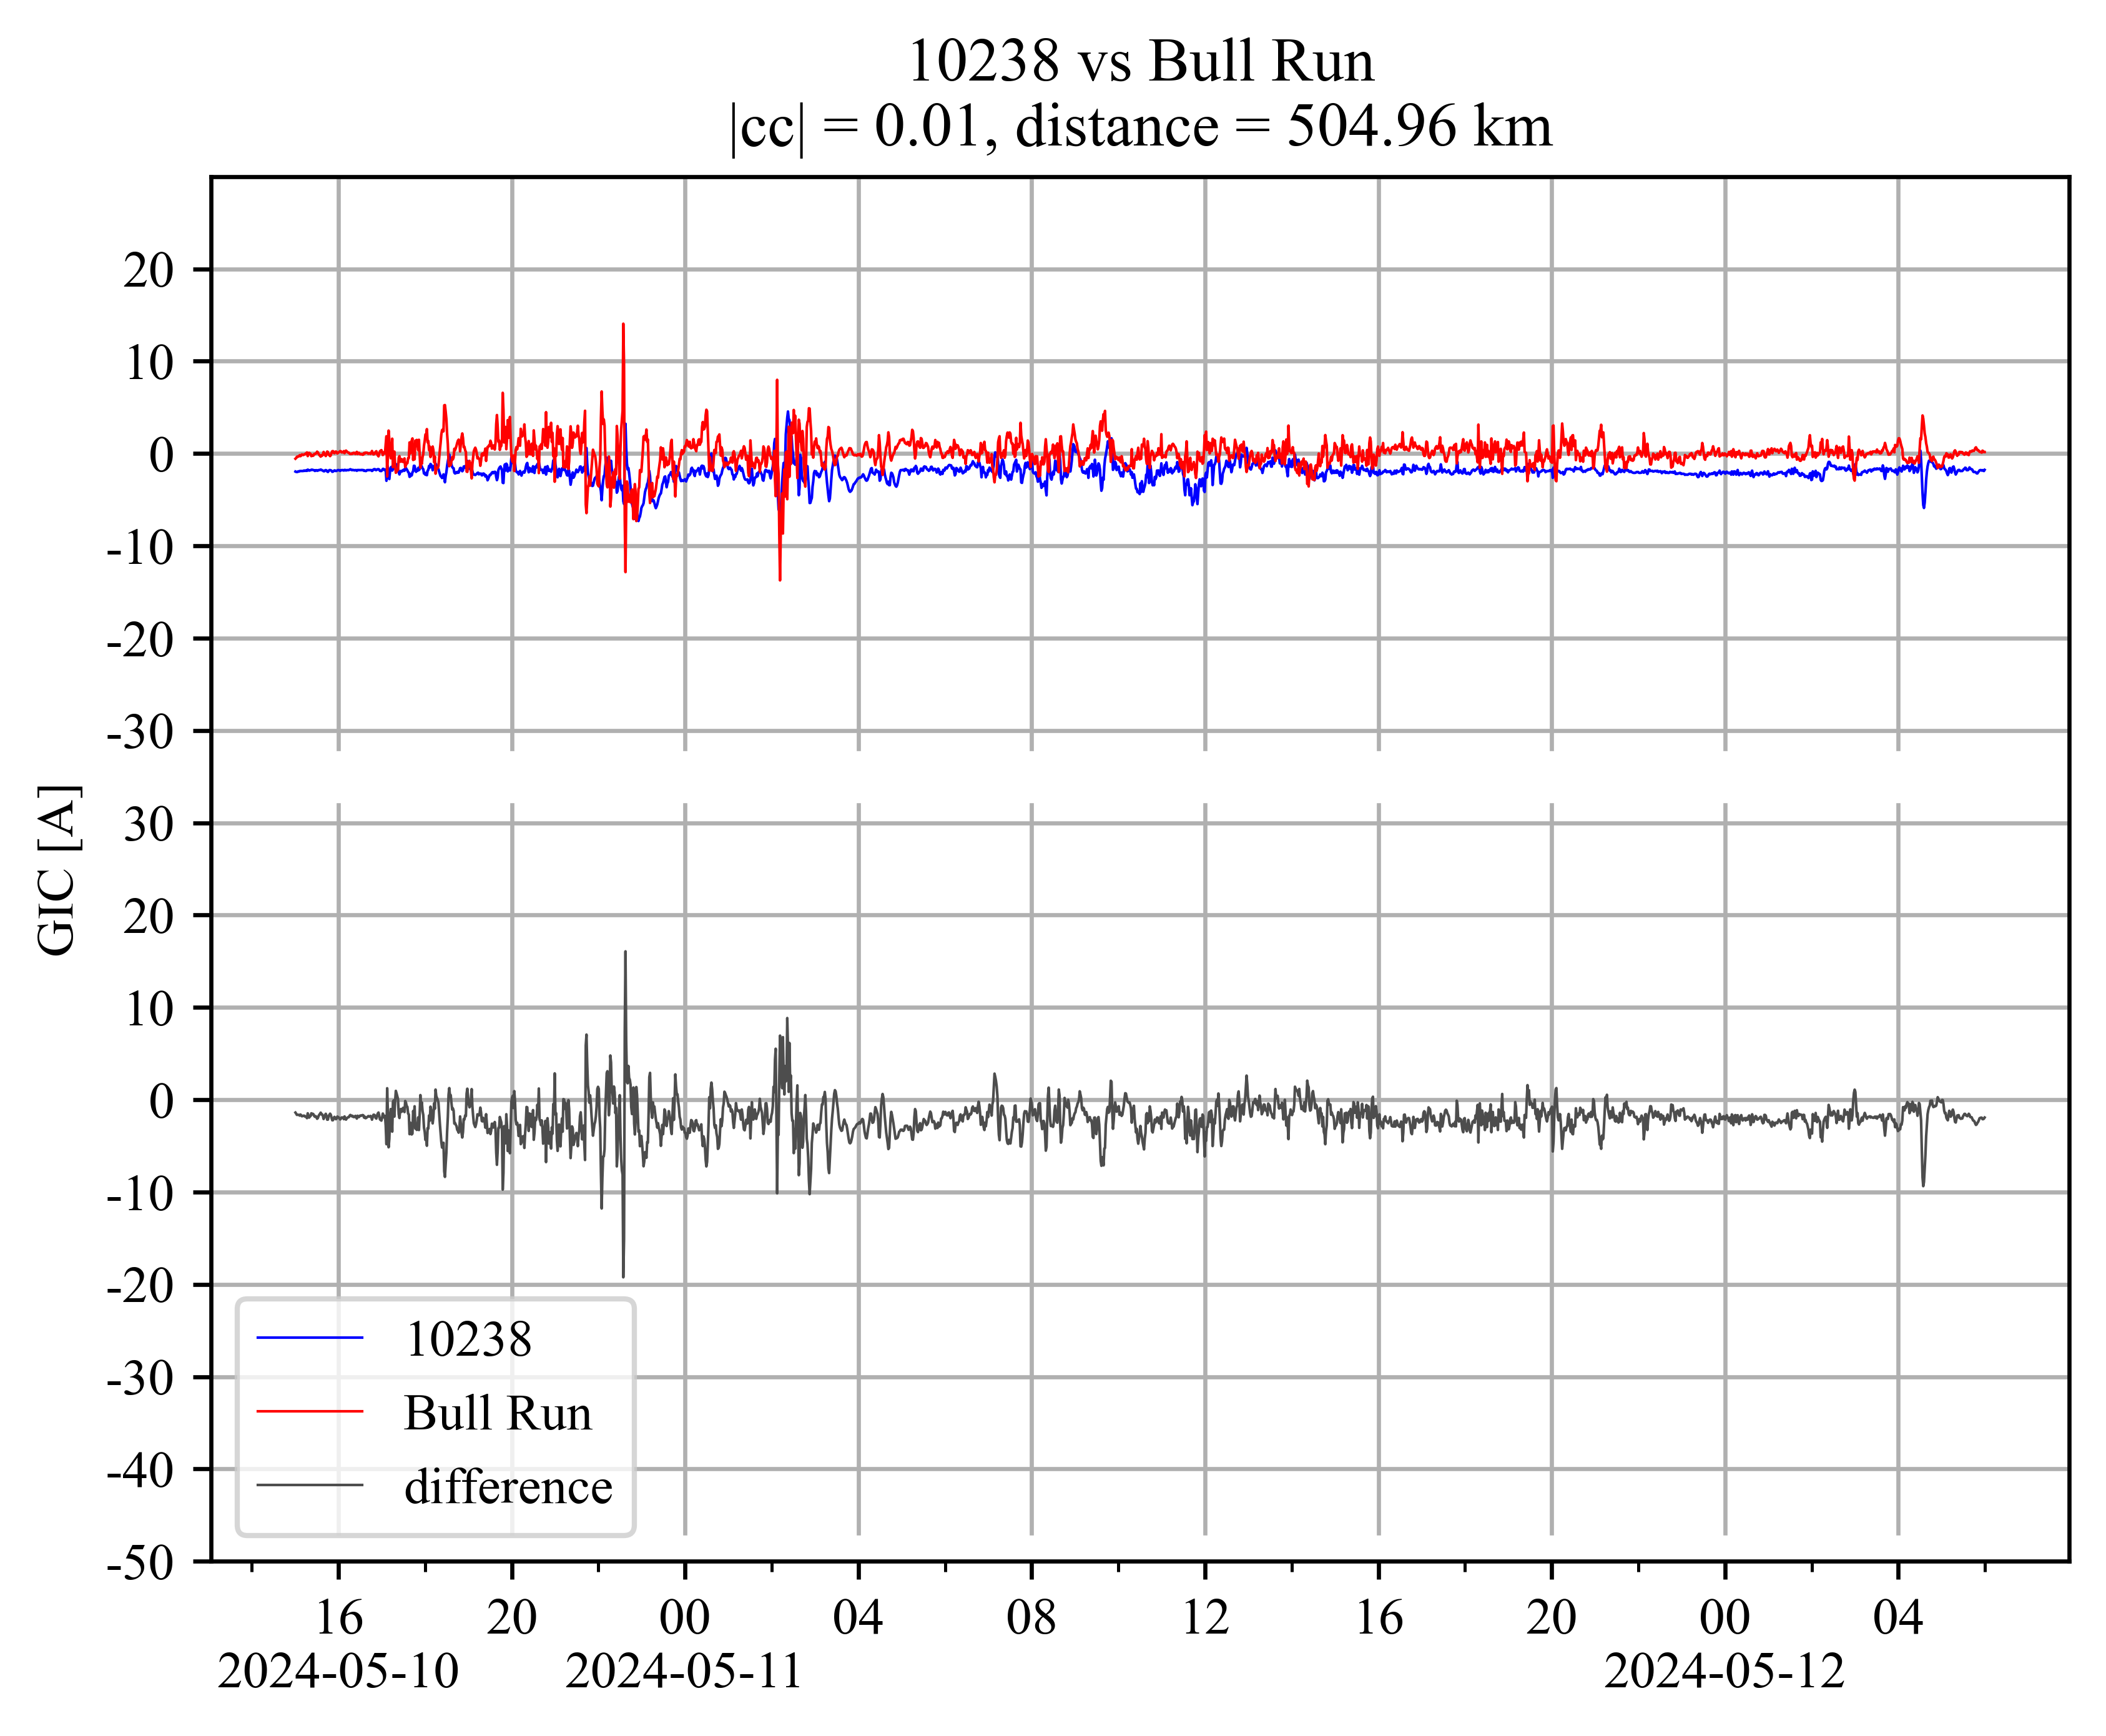 10238 vs Bull Run
|cc| = 0.01, distance = 504.96 km
20
10
0
-10
-20
-30
30
20
10
0
-10
-20
-30
-40
-50
GIC [A]
10238
Bull Run
difference
16 20 00 04 08 12 16 20 00 04
2024-05-10 2024-05-11 2024-05-12